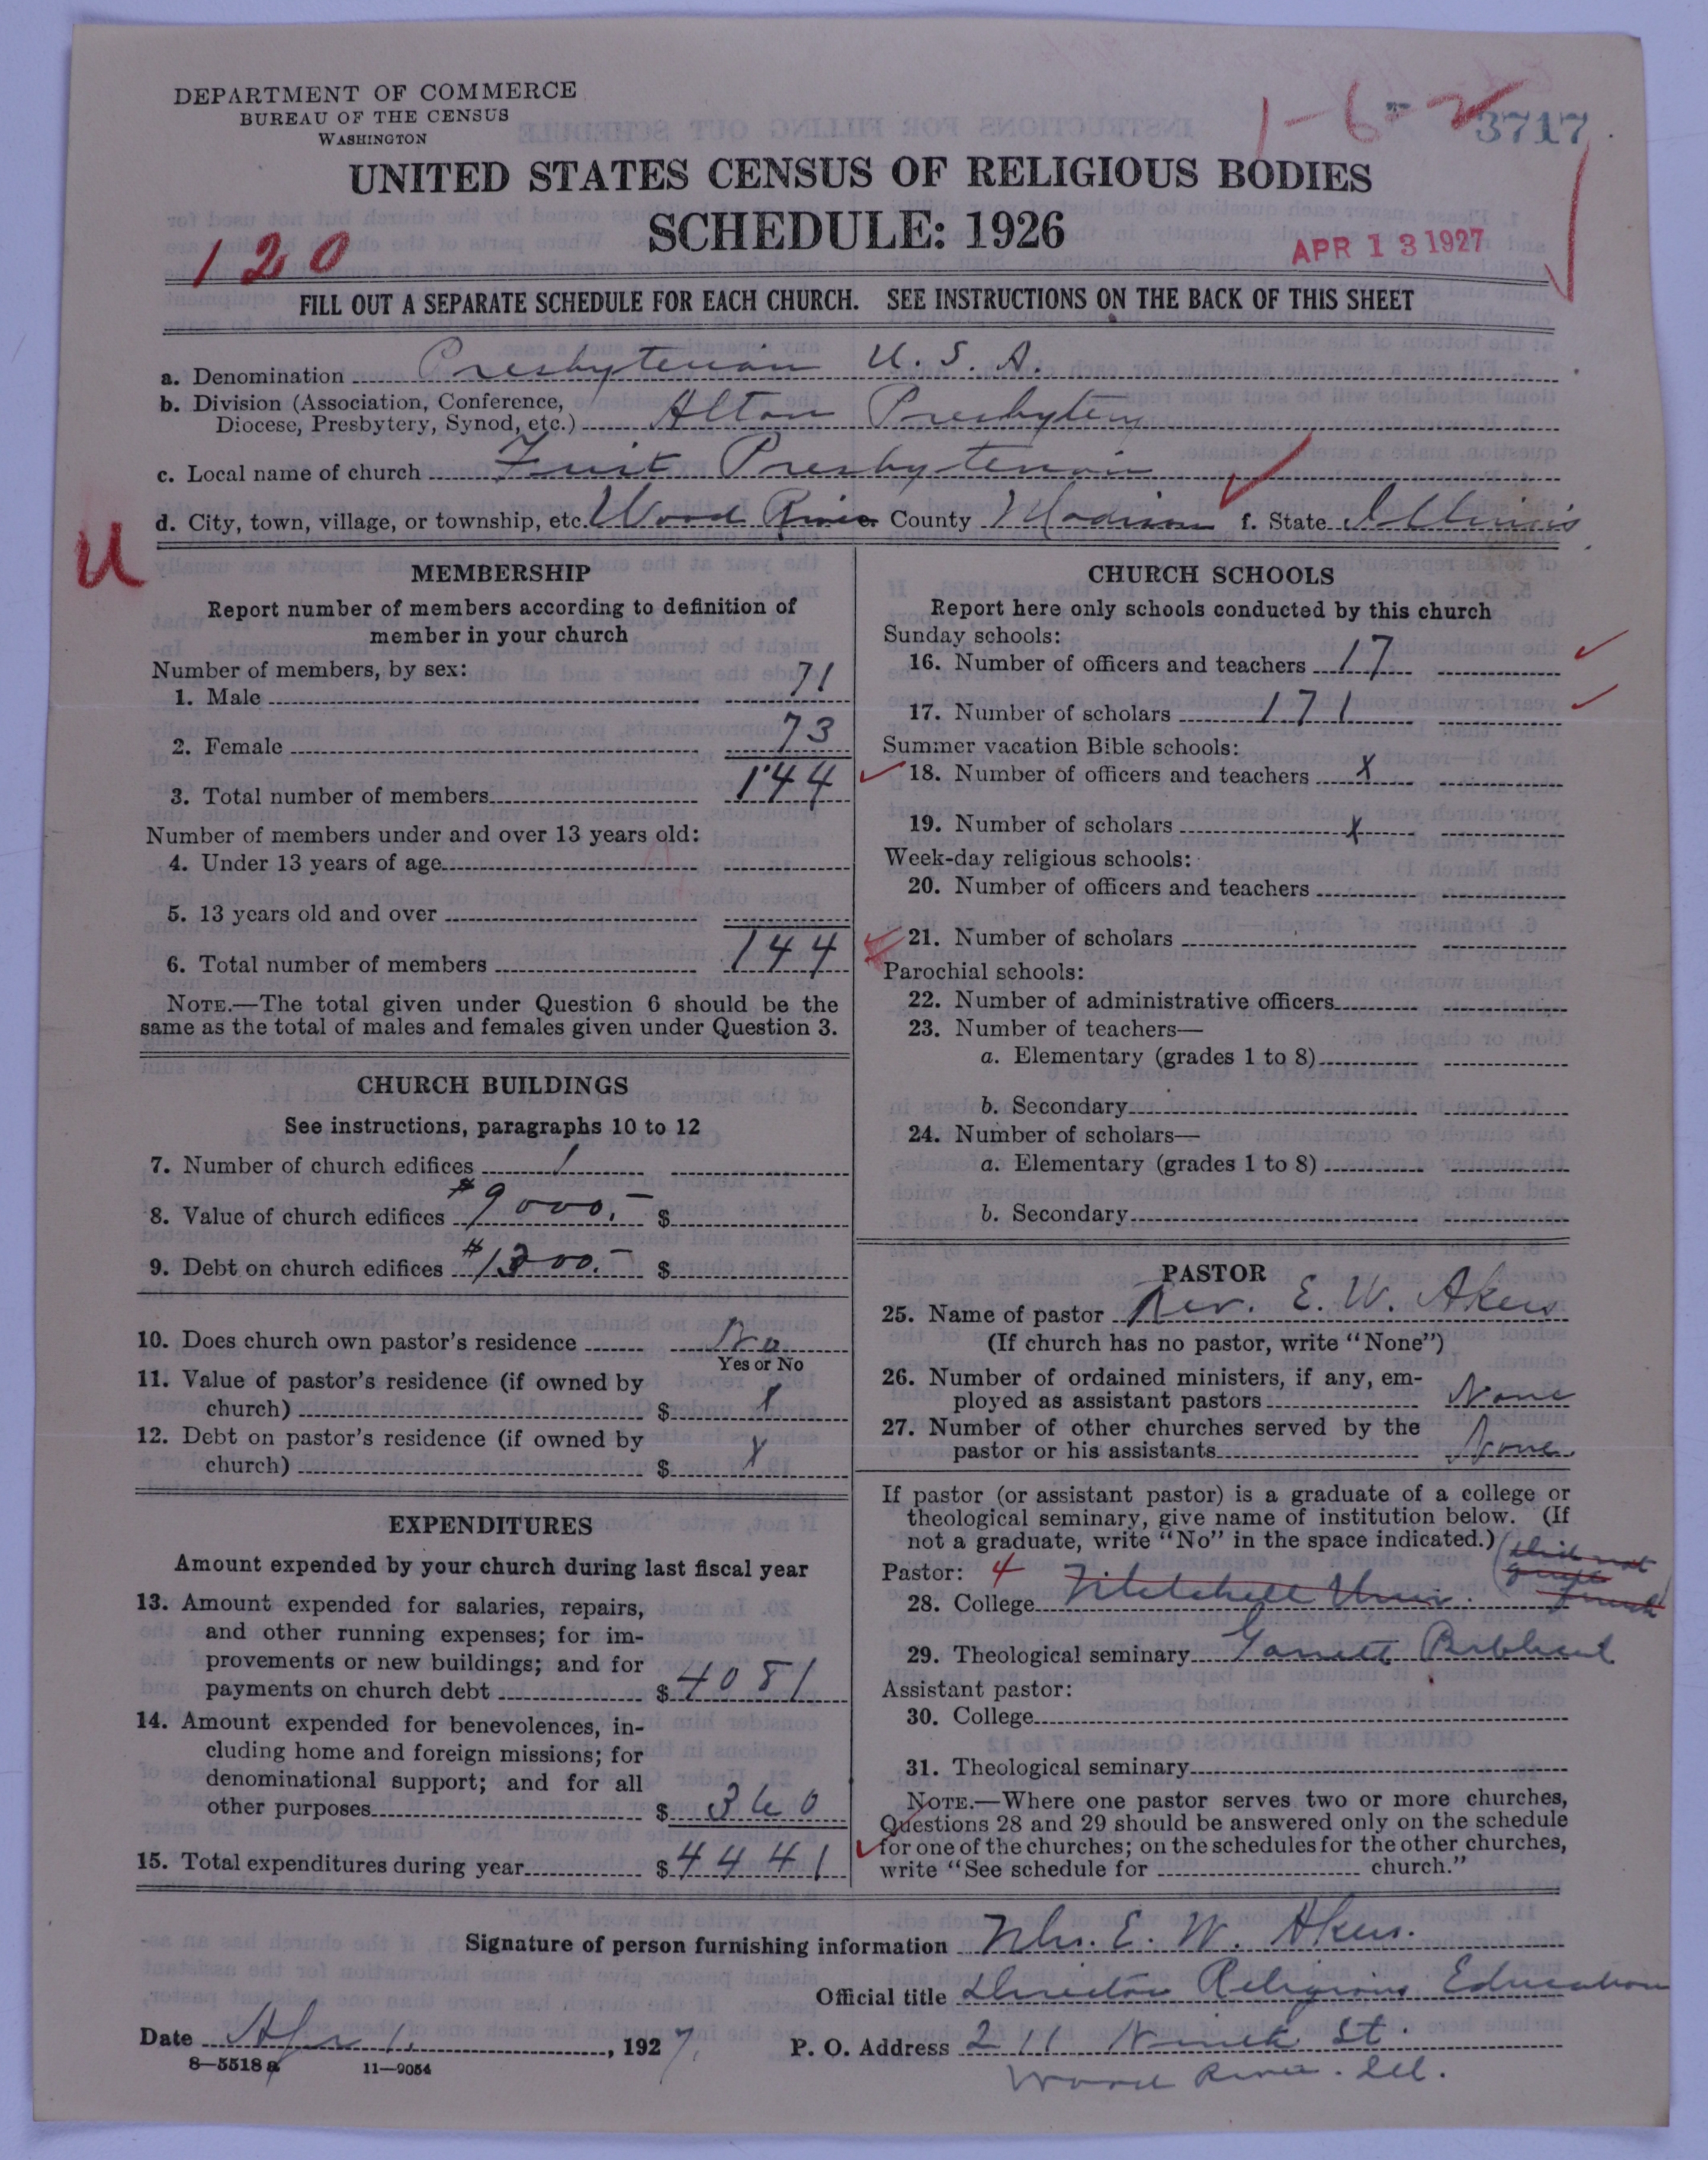 DEPARTMENT OF COMMERCE
BUREAU OF THE CENSUS
WASHINGTON
1-6- 3717
UNITED STATES CENSUS OF RELIGIOUS BODIES
SCHEDULE: 1926
120
APR 13 1927
FILL OUT A SEPARATE SCHEDULE FOR EACH CHURCH. SEE INSTRUCTIONS ON THE BACK OF THIS SHEET
a. Denomination Presbyterian U. S. A.
b. Division (Association, Conference, Diocese, Presbytery, Synod, etc.) Alton Presbytery
c. Local name of church First Presbyterian
d. City, town, village, or township, etc. Wood River County Madison f. State Illinois
U
MEMBERSHIP
Report number of members according to definition of
member in your church
Number of members, by sex:
1. Male 71
2. Female 73
3. Total number of members 144
Number of members under and over 13 years old:
4. Under 13 years of age
5. 13 years old and over
6. Total number of members 144
NOTE.—The total given under Question 6 should be the
same as the total of males and females given under Question 3.
CHURCH BUILDINGS
See instructions, paragraphs 10 to 12
7. Number of church edifices 1
8. Value of church edifices $9000.— $
9. Debt on church edifices $1300.— $
10. Does church own pastor's residence No
Yes or No
11. Value of pastor's residence (if owned by
church) $ X
12. Debt on pastor's residence (if owned by
church) $ X
EXPENDITURES
Amount expended by your church during last fiscal year
13. Amount expended for salaries, repairs,
and other running expenses; for im-
provements or new buildings; and for
payments on church debt $ 4081
14. Amount expended for benevolences, in-
cluding home and foreign missions; for
denominational support; and for all
other purposes $ 360
15. Total expenditures during year $ 4441
CHURCH SCHOOLS
Report here only schools conducted by this church
Sunday schools:
16. Number of officers and teachers 17
17. Number of scholars 171
Summer vacation Bible schools:
18. Number of officers and teachers X
19. Number of scholars X
Week-day religious schools:
20. Number of officers and teachers
21. Number of scholars
Parochial schools:
22. Number of administrative officers
23. Number of teachers—
a. Elementary (grades 1 to 8)
b. Secondary
24. Number of scholars—
a. Elementary (grades 1 to 8)
b. Secondary
PASTOR
25. Name of pastor Rev. E. W. Akers
(If church has no pastor, write "None")
26. Number of ordained ministers, if any, em-
ployed as assistant pastors None
27. Number of other churches served by the
pastor or his assistants None
If pastor (or assistant pastor) is a graduate of a college or
theological seminary, give name of institution below. (If
not a graduate, write "No" in the space indicated.) (did not
Pastor: 4
28. College Mitchell Univ. finish
29. Theological seminary Garrett Biblical
Assistant pastor:
30. College
31. Theological seminary
NOTE.—Where one pastor serves two or more churches,
Questions 28 and 29 should be answered only on the schedule
for one of the churches; on the schedules for the other churches,
write "See schedule for church."
Signature of person furnishing information Mrs. E. W. Akers.
Official title Director Religious Education
Date Apr 1, 1927. P. O. Address 211 Ninth St.
8—5518a 11—9054
Wood River. Ill.